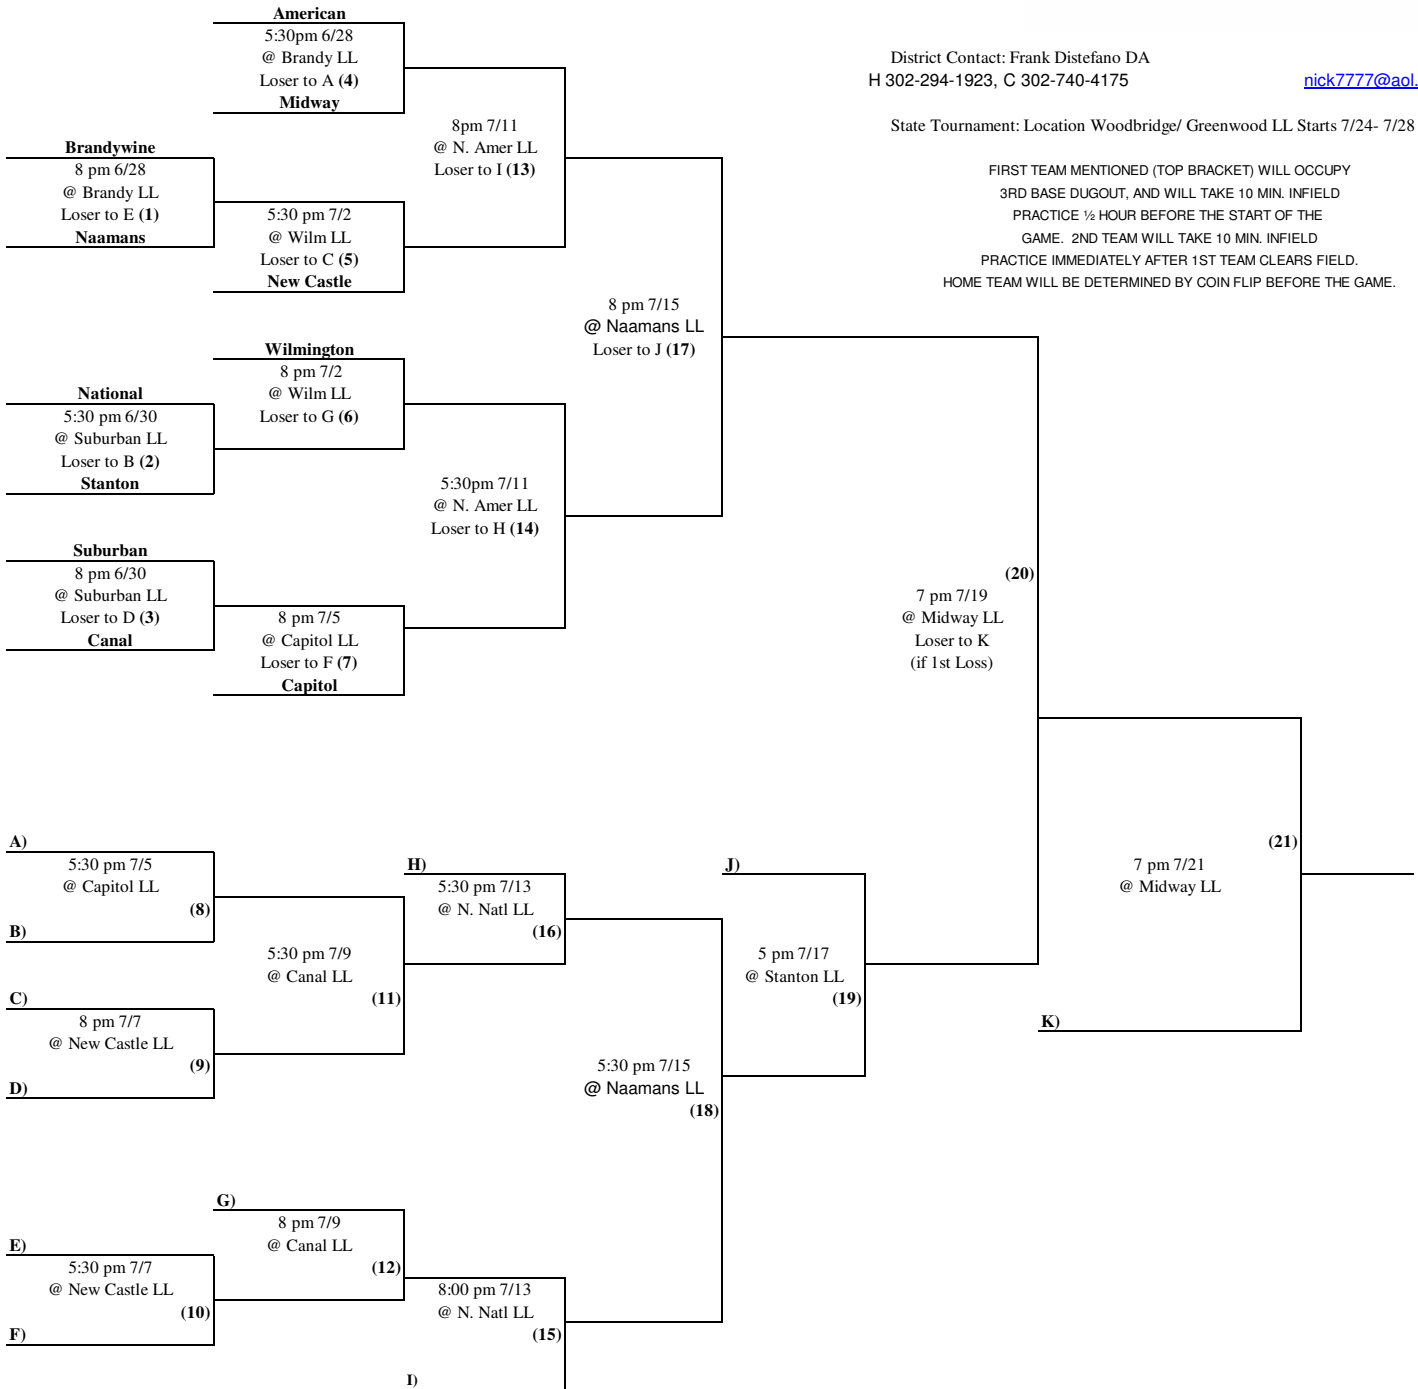 American
5:30pm 6/28
@ Brandy LL
Loser to A (4)
Midway
District Contact: Frank Distefano DA
H 302-294-1923, C 302-740-4175
nick7777@aol.
State Tournament: Location Woodbridge/ Greenwood LL Starts 7/24- 7/28
FIRST TEAM MENTIONED (TOP BRACKET) WILL OCCUPY
3RD BASE DUGOUT, AND WILL TAKE 10 MIN. INFIELD
PRACTICE ½ HOUR BEFORE THE START OF THE
GAME. 2ND TEAM WILL TAKE 10 MIN. INFIELD
PRACTICE IMMEDIATELY AFTER 1ST TEAM CLEARS FIELD.
HOME TEAM WILL BE DETERMINED BY COIN FLIP BEFORE THE GAME.
Brandywine
8 pm 6/28
@ Brandy LL
Loser to E (1)
Naamans
8pm 7/11
@ N. Amer LL
Loser to I (13)
5:30 pm 7/2
@ Wilm LL
Loser to C (5)
New Castle
8 pm 7/15
@ Naamans LL
Loser to J (17)
Wilmington
8 pm 7/2
@ Wilm LL
Loser to G (6)
National
5:30 pm 6/30
@ Suburban LL
Loser to B (2)
Stanton
5:30pm 7/11
@ N. Amer LL
Loser to H (14)
Suburban
8 pm 6/30
@ Suburban LL
Loser to D (3)
Canal
8 pm 7/5
@ Capitol LL
Loser to F (7)
Capitol
(20)
7 pm 7/19
@ Midway LL
Loser to K
(if 1st Loss)
A)
5:30 pm 7/5
@ Capitol LL
(8)
B)
H)
5:30 pm 7/13
@ N. Natl LL
(16)
J)
(21)
7 pm 7/21
@ Midway LL
5:30 pm 7/9
@ Canal LL
(11)
5 pm 7/17
@ Stanton LL
(19)
C)
8 pm 7/7
@ New Castle LL
(9)
D)
K)
5:30 pm 7/15
@ Naamans LL
(18)
G)
8 pm 7/9
@ Canal LL
(12)
E)
5:30 pm 7/7
@ New Castle LL
(10)
F)
8:00 pm 7/13
@ N. Natl LL
(15)
I)